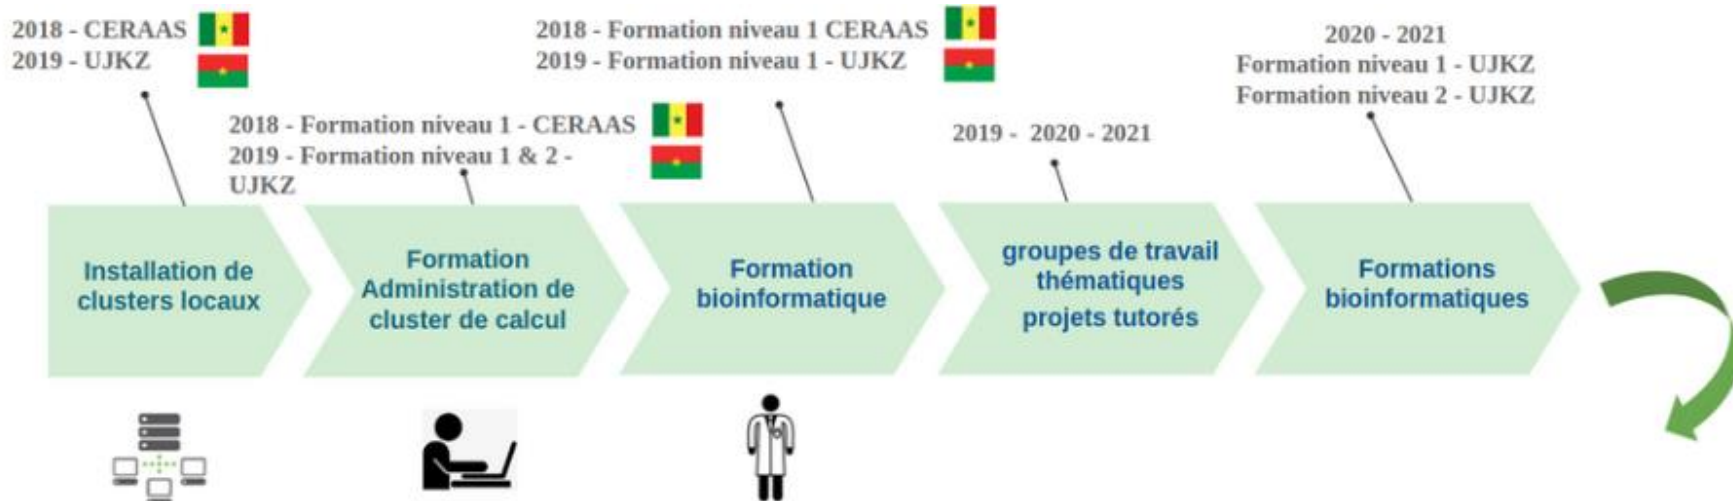 2018 - CERAAS
2019 - UJKZ
2018 - Formation niveau 1 - CERAAS
2019 - Formation niveau 1 & 2 -
UJKZ
2018 - Formation niveau 1 CERAAS
2019 - Formation niveau 1 - UJKZ
2019 - 2020 - 2021
2020 - 2021
Formation niveau 1 - UJKZ
Formation niveau 2 - UJKZ
Installation de
clusters locaux
Formation
Administration de
cluster de calcul
Formation
bioinformatique
groupes de travail
thématiques
projets tutorés
Formations
bioinformatiques